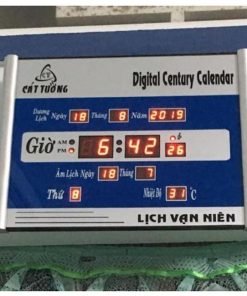 CÁT TƯỜNG
Digital Century Calendar
Dương Lịch Ngày 18 Tháng 8 Năm 2019
Giờ AM PM 6:42 26
Âm Lịch Ngày 18 Tháng 7
Thứ 8 Nhiệt Độ 31 °C
LỊCH VẠN NIÊN